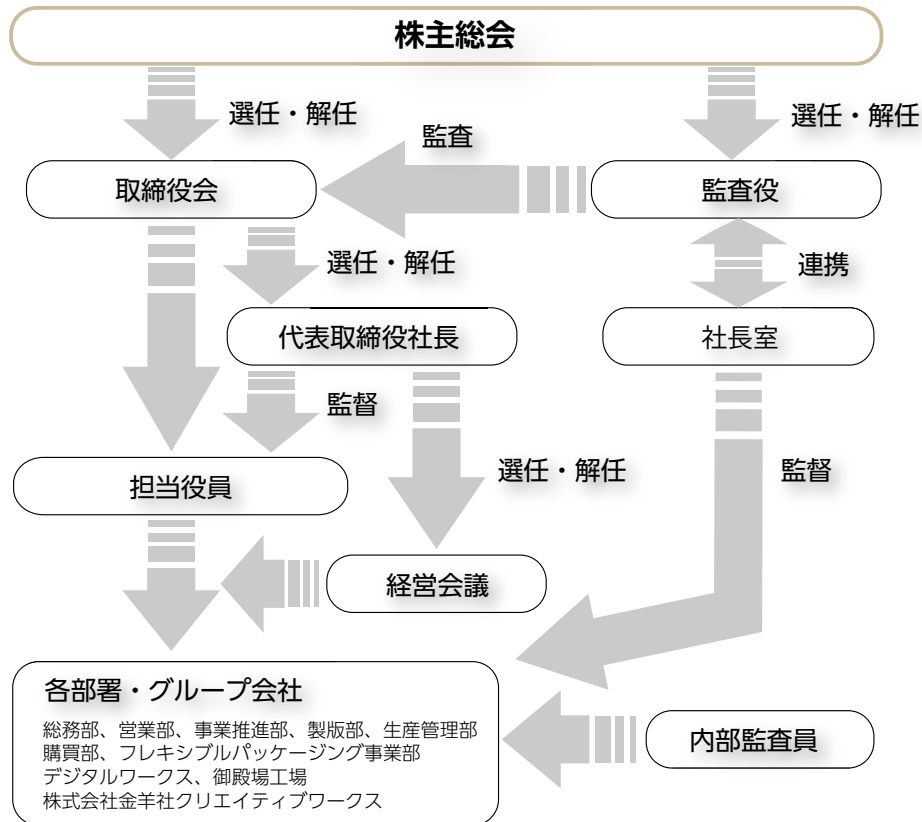 株主総会
選任・解任
選任・解任
監査
取締役会
監査役
選任・解任
連携
代表取締役社長
社長室
監督
選任・解任
監督
担当役員
経営会議
各部署・グループ会社
総務部、営業部、事業推進部、製版部、生産管理部
購買部、フレキシブルパッケージング事業部
デジタルワークス、御殿場工場
株式会社金羊社クリエイティブワークス
内部監査員